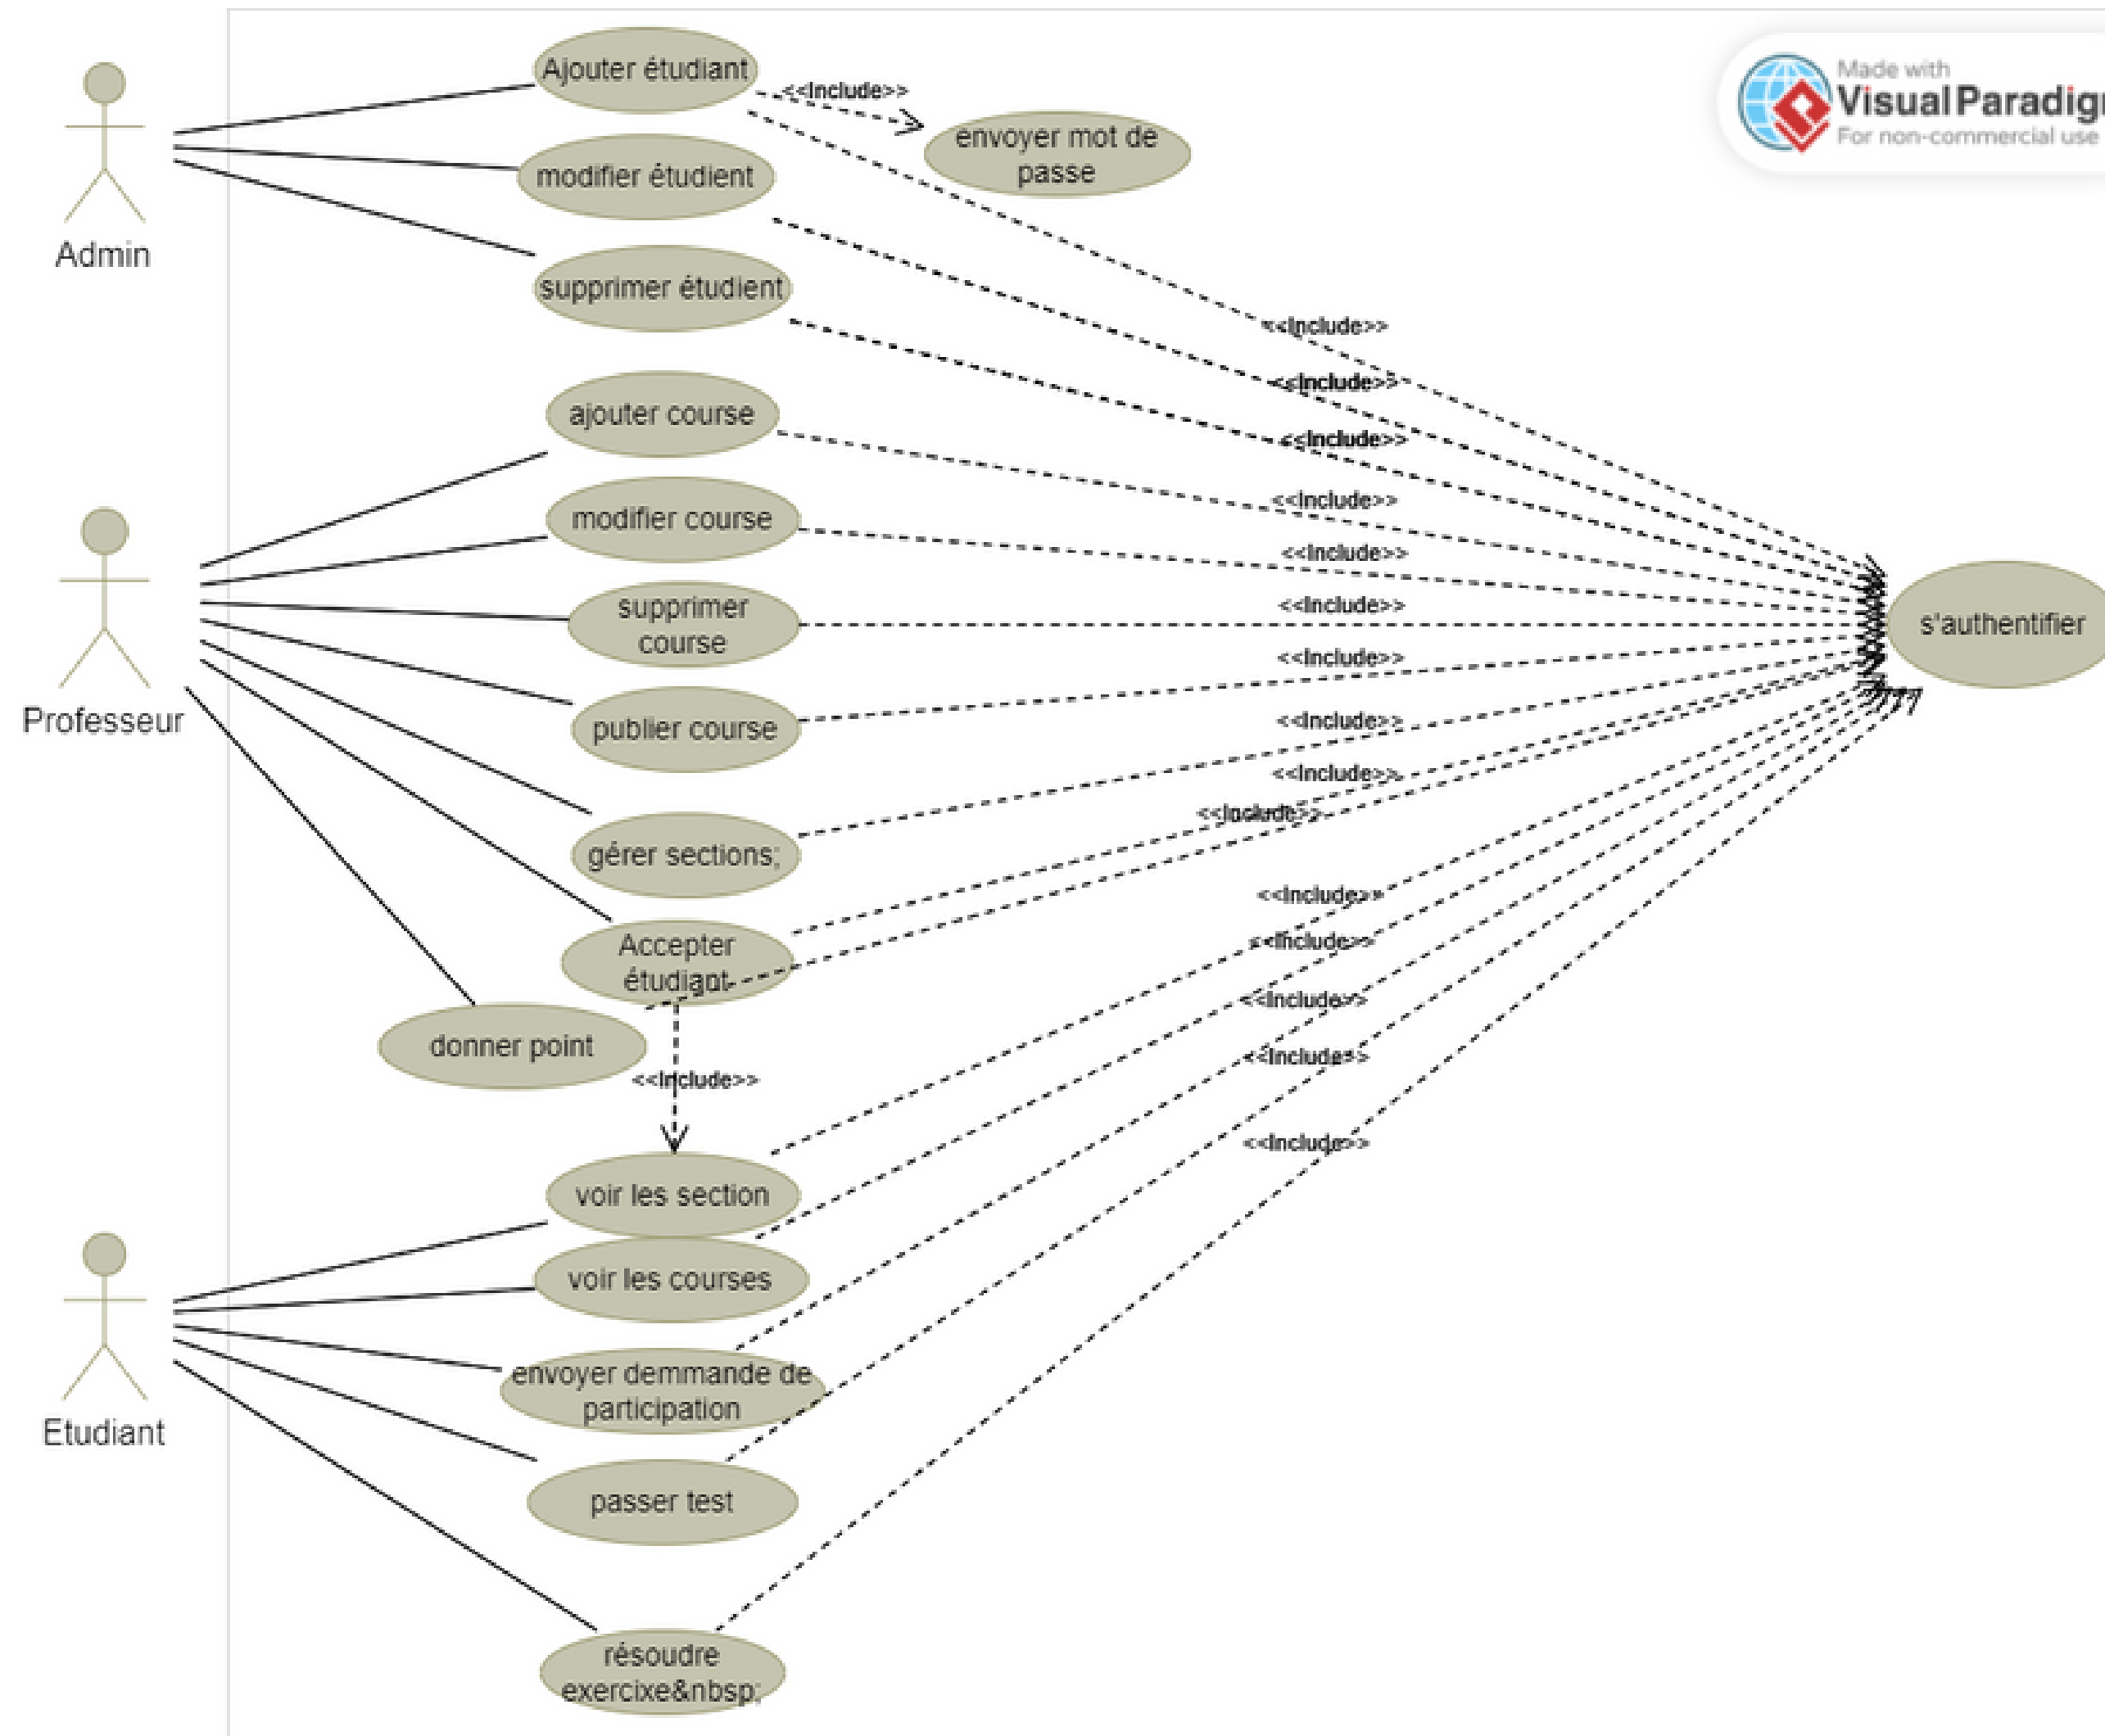 Made with
Visual Paradigm
For non-commercial use
Ajouter étudiant
<<Include>>
envoyer mot de
passe
modifier étudient
Admin
supprimer étudient
<<Include>>
<<Include>>
ajouter course
<<Include>>
<<Include>>
modifier course
<<Include>>
supprimer
course
<<Include>>
s'authentifier
<<Include>>
Professeur
publier course
<<Include>>
<<Include>>
<<Include>>
gérer sections;
<<Include>>
Accepter
étudiant
<<Include>>
<<Include>>
donner point
<<Include>>
<<Include>>
<<Include>>
voir les section
voir les courses
envoyer demmande de
participation
Etudiant
passer test
résoudre
exercixe&nbsp;